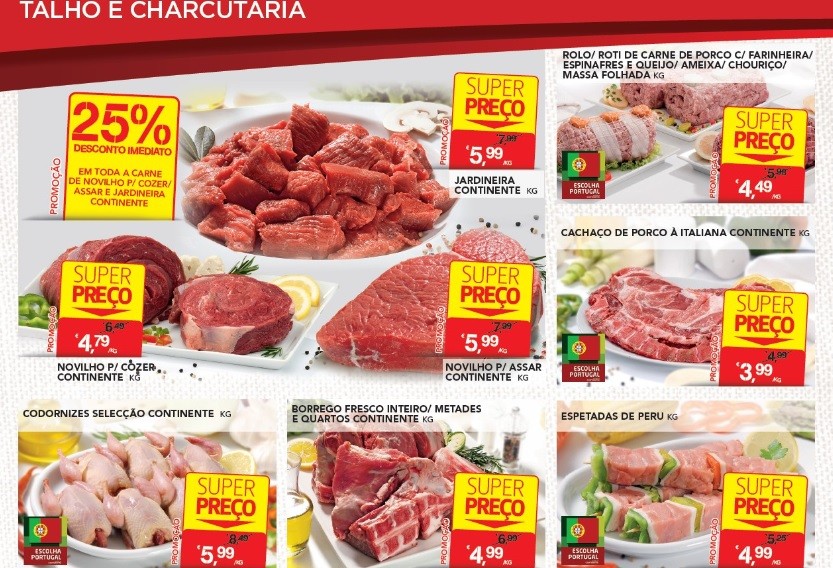 TALHO E CHARCUTARIA
PROMOÇÃO
25%
DESCONTO IMEDIATO
EM TODA A CARNE
DE NOVILHO P/ COZER/
ASSAR E JARDINEIRA
CONTINENTE
PROMOÇÃO
SUPER
PREÇO
7,99
€5,99
/KG
JARDINEIRA
CONTINENTE KG
PROMOÇÃO
SUPER
PREÇO
6,49
€4,79
/KG
NOVILHO P/ COZER
CONTINENTE KG
PROMOÇÃO
SUPER
PREÇO
7,99
€5,99
/KG
NOVILHO P/ ASSAR
CONTINENTE KG
ROLO/ ROTI DE CARNE DE PORCO C/ FARINHEIRA/
ESPINAFRES E QUEIJO/ AMEIXA/ CHOURIÇO/
MASSA FOLHADA KG
ESCOLHA
PORTUGAL
PROMOÇÃO
SUPER
PREÇO
5,98
€4,49
/KG
CACHAÇO DE PORCO À ITALIANA CONTINENTE KG
ESCOLHA
PORTUGAL
PROMOÇÃO
SUPER
PREÇO
4,99
€3,99
/KG
CODORNIZES SELECÇÃO CONTINENTE KG
ESCOLHA
PORTUGAL
PROMOÇÃO
SUPER
PREÇO
8,49
€5,99
/KG
BORREGO FRESCO INTEIRO/ METADES
E QUARTOS CONTINENTE KG
PROMOÇÃO
SUPER
PREÇO
6,99
€4,99
/KG
ESPETADAS DE PERU KG
ESCOLHA
PORTUGAL
PROMOÇÃO
SUPER
PREÇO
5,25
€4,99
/KG